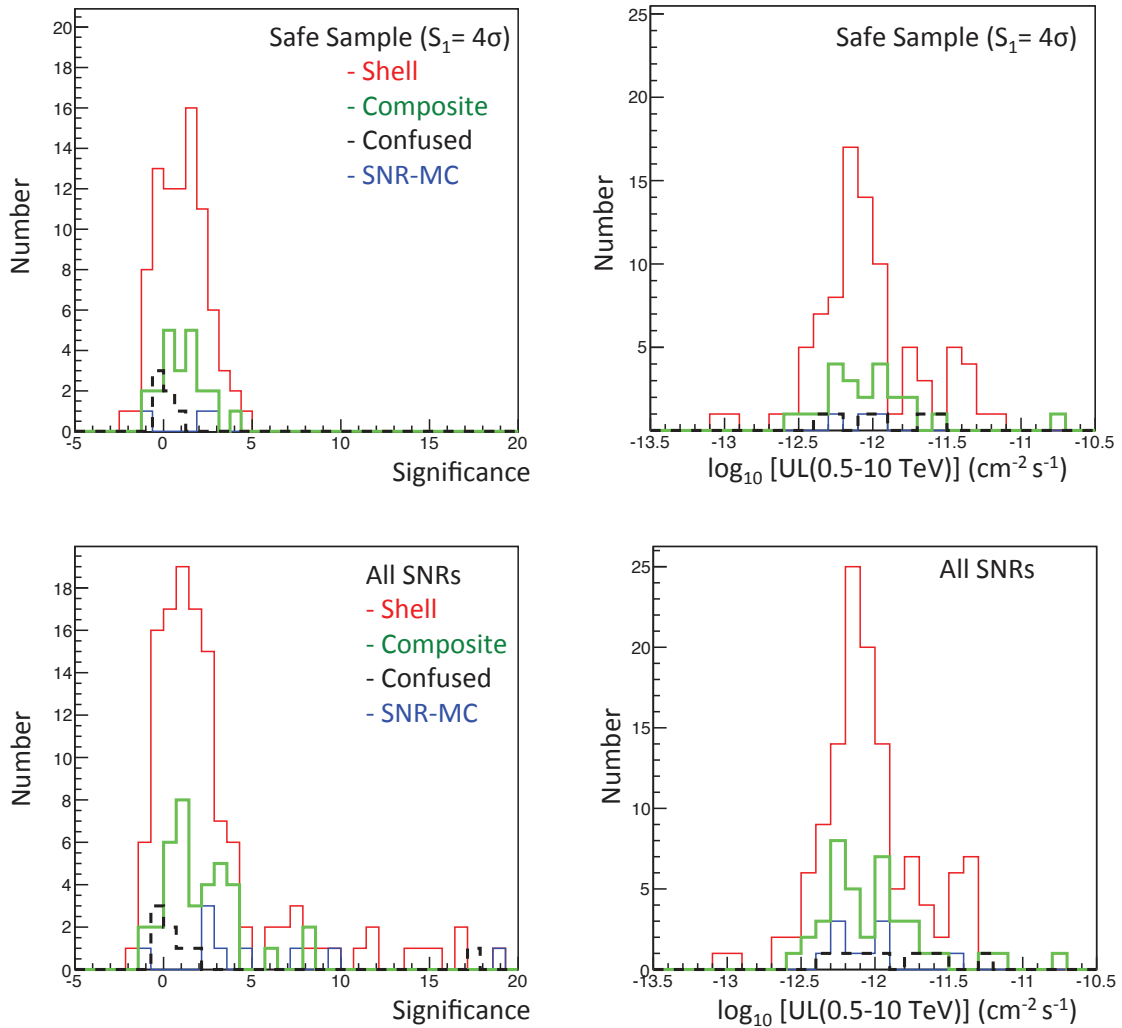 Safe Sample (S₁= 4σ)
- Shell
- Composite
- Confused
- SNR-MC
Number
20
18
16
14
12
10
8
6
4
2
0
-5 0 5 10 15 20
Significance
Safe Sample (S₁= 4σ)
Number
25
20
15
10
5
-13.5 -13 -12.5 -12 -11.5 -11 -10.5
log₁₀ [UL(0.5-10 TeV)] (cm⁻² s⁻¹)
All SNRs
- Shell
- Composite
- Confused
- SNR-MC
Number
18
16
14
12
10
8
6
4
2
0
-5 0 5 10 15 20
Significance
All SNRs
Number
25
20
15
10
5
0
-13.5 -13 -12.5 -12 -11.5 -11 -10.5
log₁₀ [UL(0.5-10 TeV)] (cm⁻² s⁻¹)